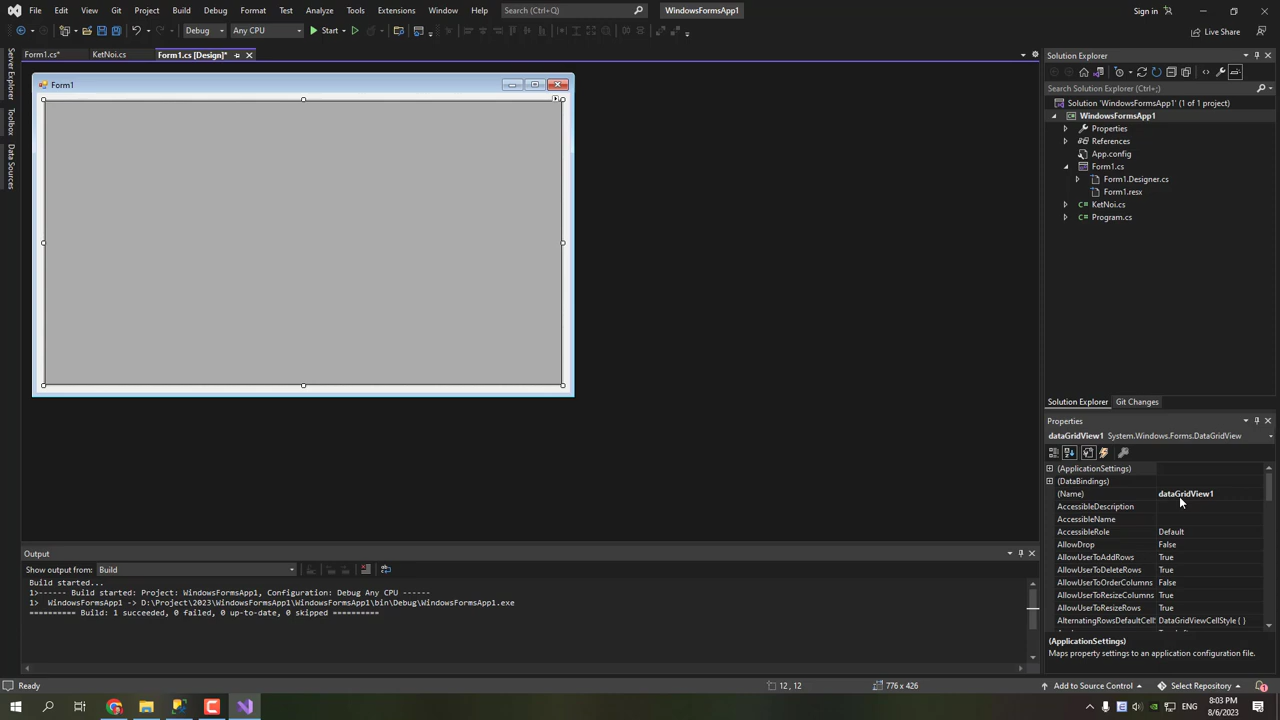 File Edit View Git Project Build Debug Format Test Analyze Tools Extensions Window Help Search (Ctrl+Q) WindowsFormsApp1 Sign in
Debug Any CPU Start Live Share
Form1.cs* KetNoi.cs Form1.cs [Design]*
Server Explorer
Toolbox
Data Sources
Form1
Solution Explorer
Search Solution Explorer (Ctrl+;)
Solution 'WindowsFormsApp1' (1 of 1 project)
WindowsFormsApp1
Properties
References
App.config
Form1.cs
Form1.Designer.cs
Form1.resx
KetNoi.cs
Program.cs
Solution Explorer Git Changes
Properties
dataGridView1 System.Windows.Forms.DataGridView
(ApplicationSettings)
(DataBindings)
(Name) dataGridView1
AccessibleDescription
AccessibleName
AccessibleRole Default
AllowDrop False
AllowUserToAddRows True
AllowUserToDeleteRows True
AllowUserToOrderColumns False
AllowUserToResizeColumns True
AllowUserToResizeRows True
AlternatingRowsDefaultCell DataGridViewCellStyle { }
(ApplicationSettings)
Maps property settings to an application configuration file.
Output
Show output from: Build
Build started...
1>------ Build started: Project: WindowsFormsApp1, Configuration: Debug Any CPU ------
1> WindowsFormsApp1 -> D:\Project\2023\WindowsFormsApp1\WindowsFormsApp1\bin\Debug\WindowsFormsApp1.exe
========== Build: 1 succeeded, 0 failed, 0 up-to-date, 0 skipped ==========
Ready 12, 12 776 x 426 Add to Source Control Select Repository
ENG 8:03 PM
8/6/2023